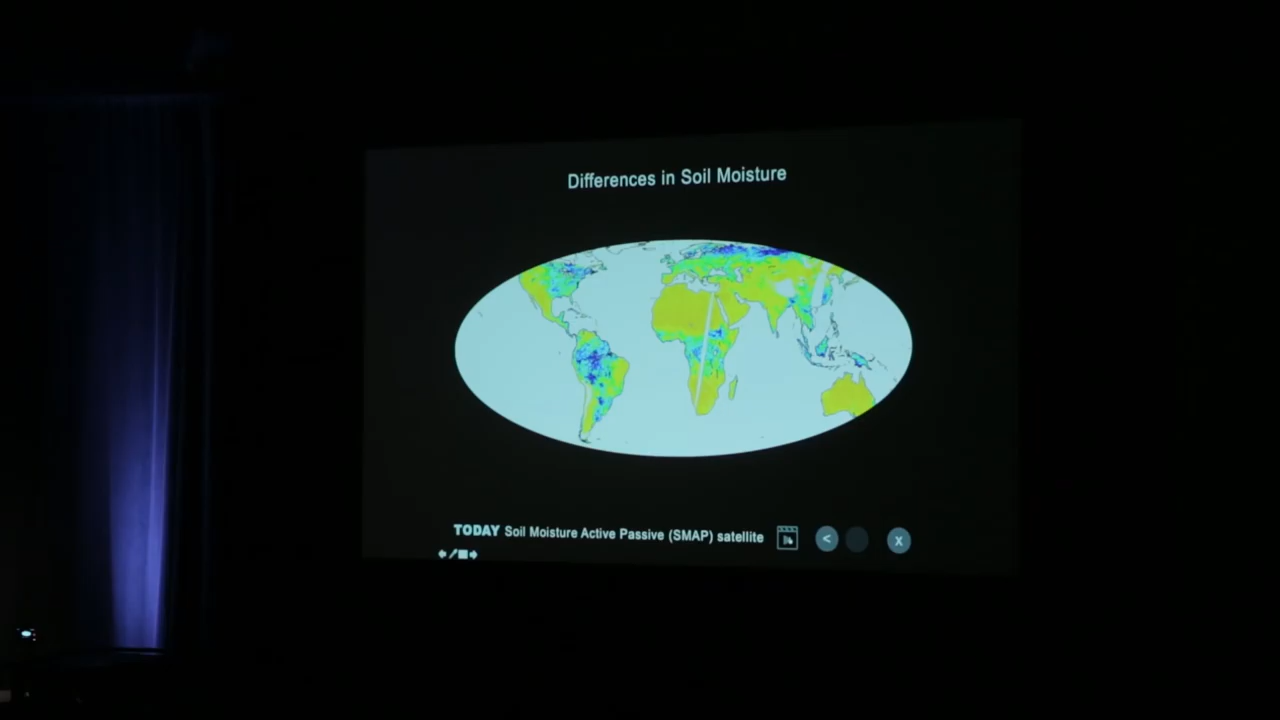 Differences in Soil Moisture
TODAY Soil Moisture Active Passive (SMAP) satellite
< X